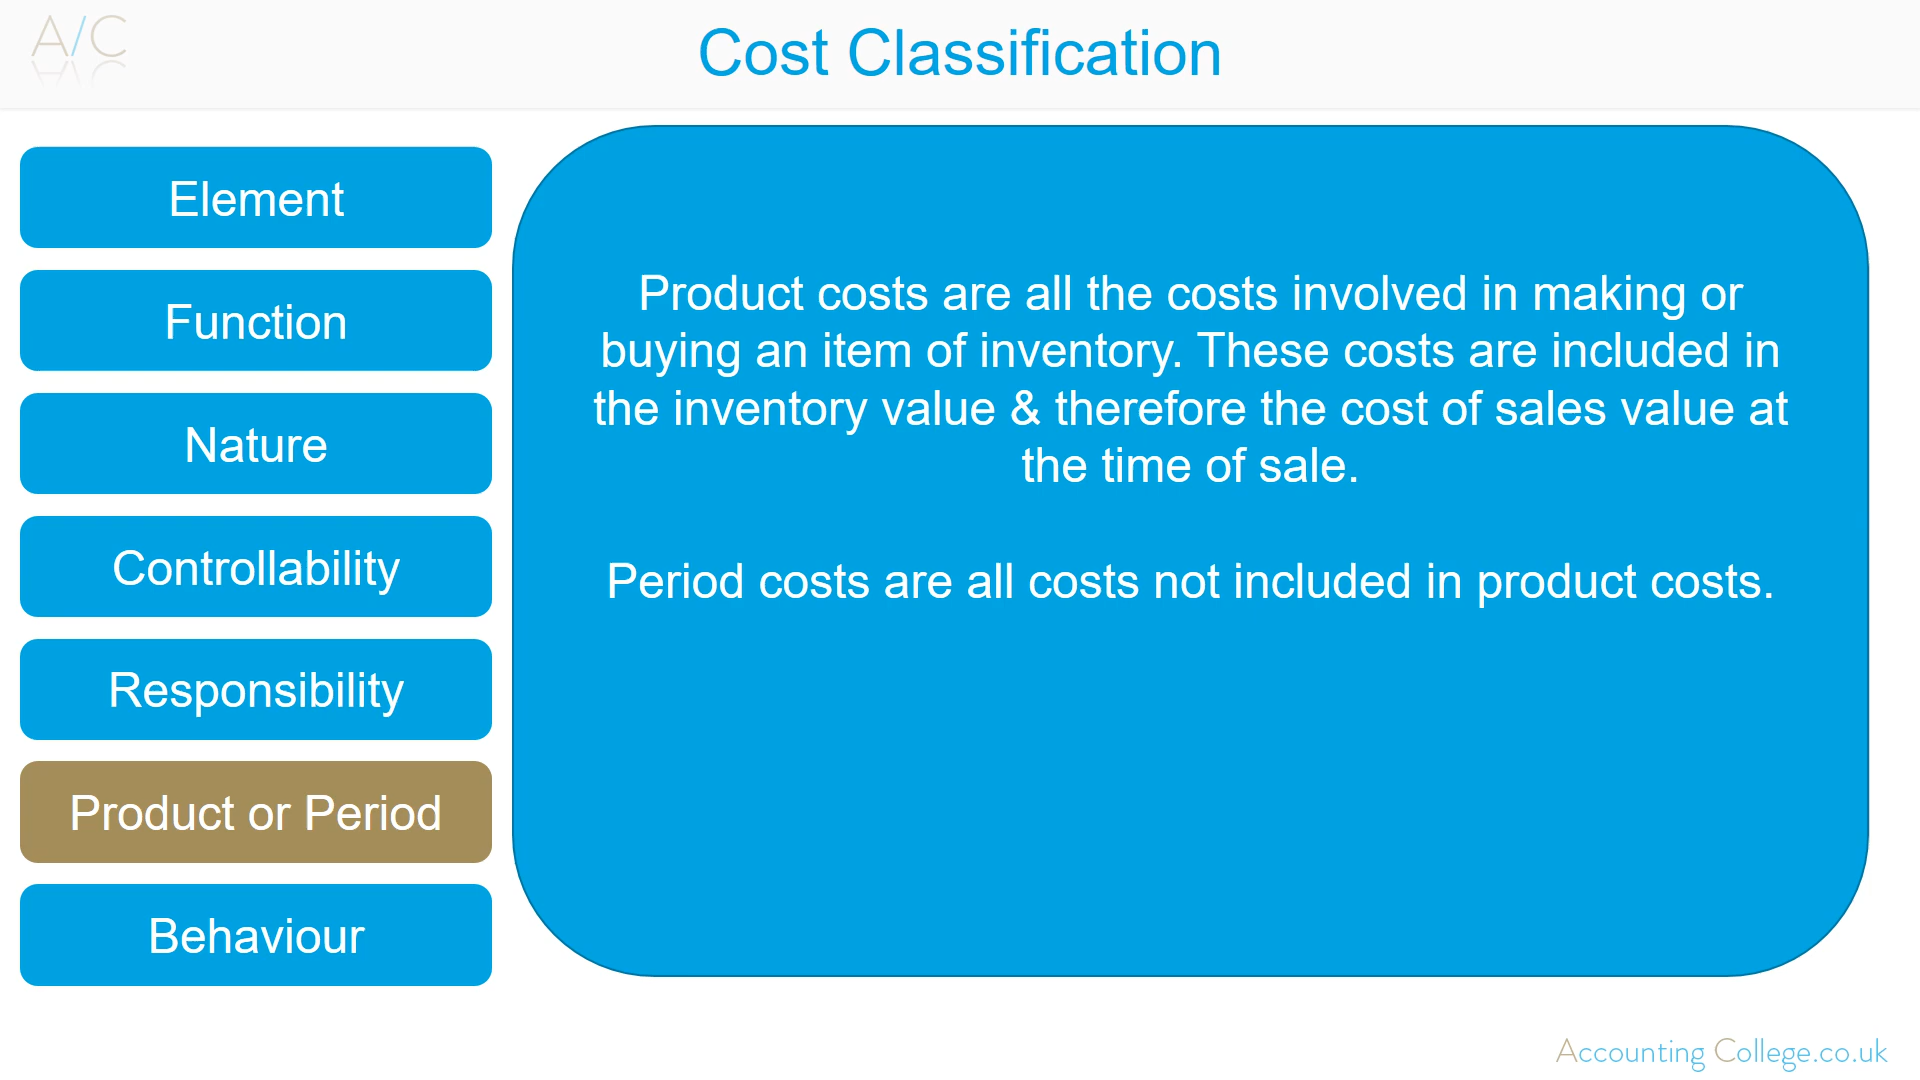 A/C
Cost Classification
Element
Function
Nature
Controllability
Responsibility
Product or Period
Behaviour
Product costs are all the costs involved in making or
buying an item of inventory. These costs are included in
the inventory value & therefore the cost of sales value at
the time of sale.
Period costs are all costs not included in product costs.
Accounting College.co.uk